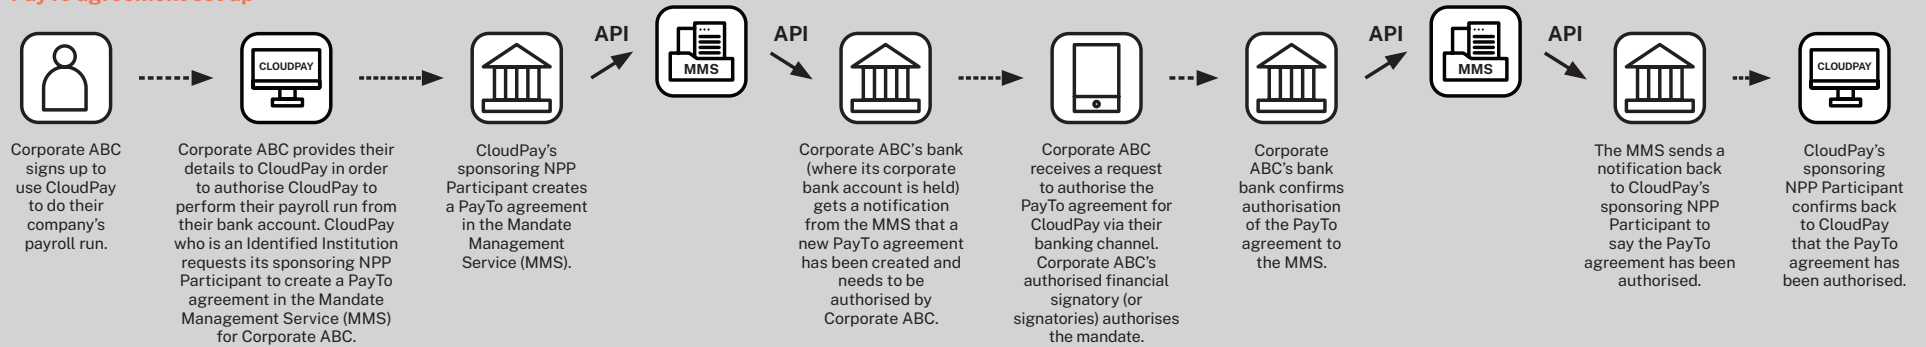 PayTo agreement set up
CLOUDPAY
API
MMS
API
API
MMS
API
CLOUDPAY
Corporate ABC
signs up to
use CloudPay
to do their
company's
payroll run.
Corporate ABC provides their
details to CloudPay in order
to authorise CloudPay to
perform their payroll run from
their bank account. CloudPay
who is an Identified Institution
requests its sponsoring NPP
Participant to create a PayTo
agreement in the Mandate
Management Service (MMS)
for Corporate ABC.
CloudPay's
sponsoring NPP
Participant creates
a PayTo agreement
in the Mandate
Management
Service (MMS).
Corporate ABC's bank
(where its corporate
bank account is held)
gets a notification
from the MMS that a
new PayTo agreement
has been created and
needs to be
authorised by
Corporate ABC.
Corporate ABC
receives a request
to authorise the
PayTo agreement for
CloudPay via their
banking channel.
Corporate ABC's
authorised financial
signatory (or
signatories) authorises
the mandate.
Corporate
ABC's bank
bank confirms
authorisation
of the PayTo
agreement to
the MMS.
The MMS sends a
notification back
to CloudPay's
sponsoring NPP
Participant to
say the PayTo
agreement has been
authorised.
CloudPay's
sponsoring
NPP Participant
confirms back
to CloudPay
that the PayTo
agreement has
been authorised.